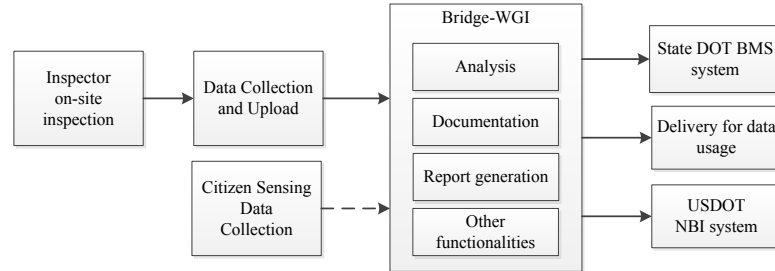 Inspector
on-site
inspection
Data Collection
and Upload
Citizen Sensing
Data
Collection
Bridge-WGI
Analysis
Documentation
Report generation
Other
functionalities
State DOT BMS
system
Delivery for data
usage
USDOT
NBI system